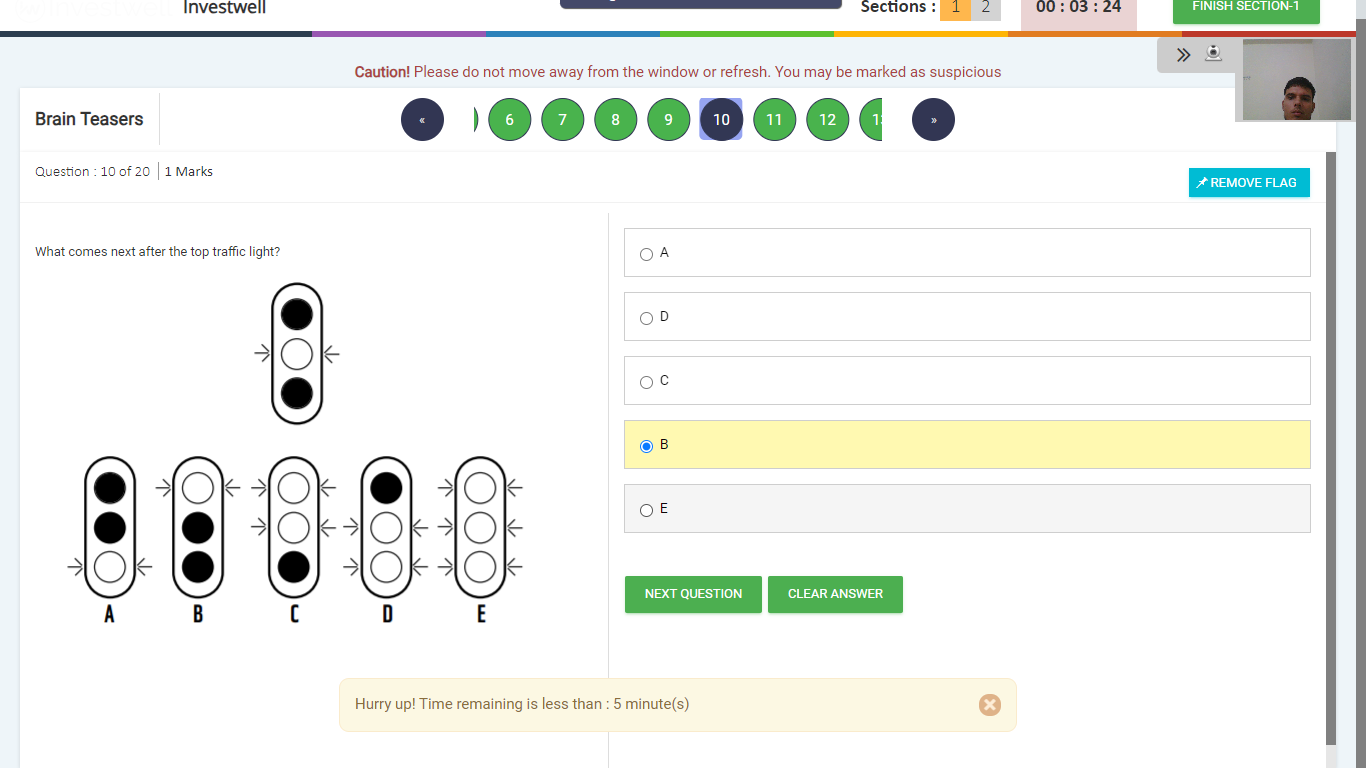 Investwell
Sections : 1 2
00 : 03 : 24
FINISH SECTION-1
Caution! Please do not move away from the window or refresh. You may be marked as suspicious
Brain Teasers
« 6 7 8 9 10 11 12 »
Question : 10 of 20 1 Marks
REMOVE FLAG
What comes next after the top traffic light?
A B C D E
A
D
C
B
E
NEXT QUESTION CLEAR ANSWER
Hurry up! Time remaining is less than : 5 minute(s)